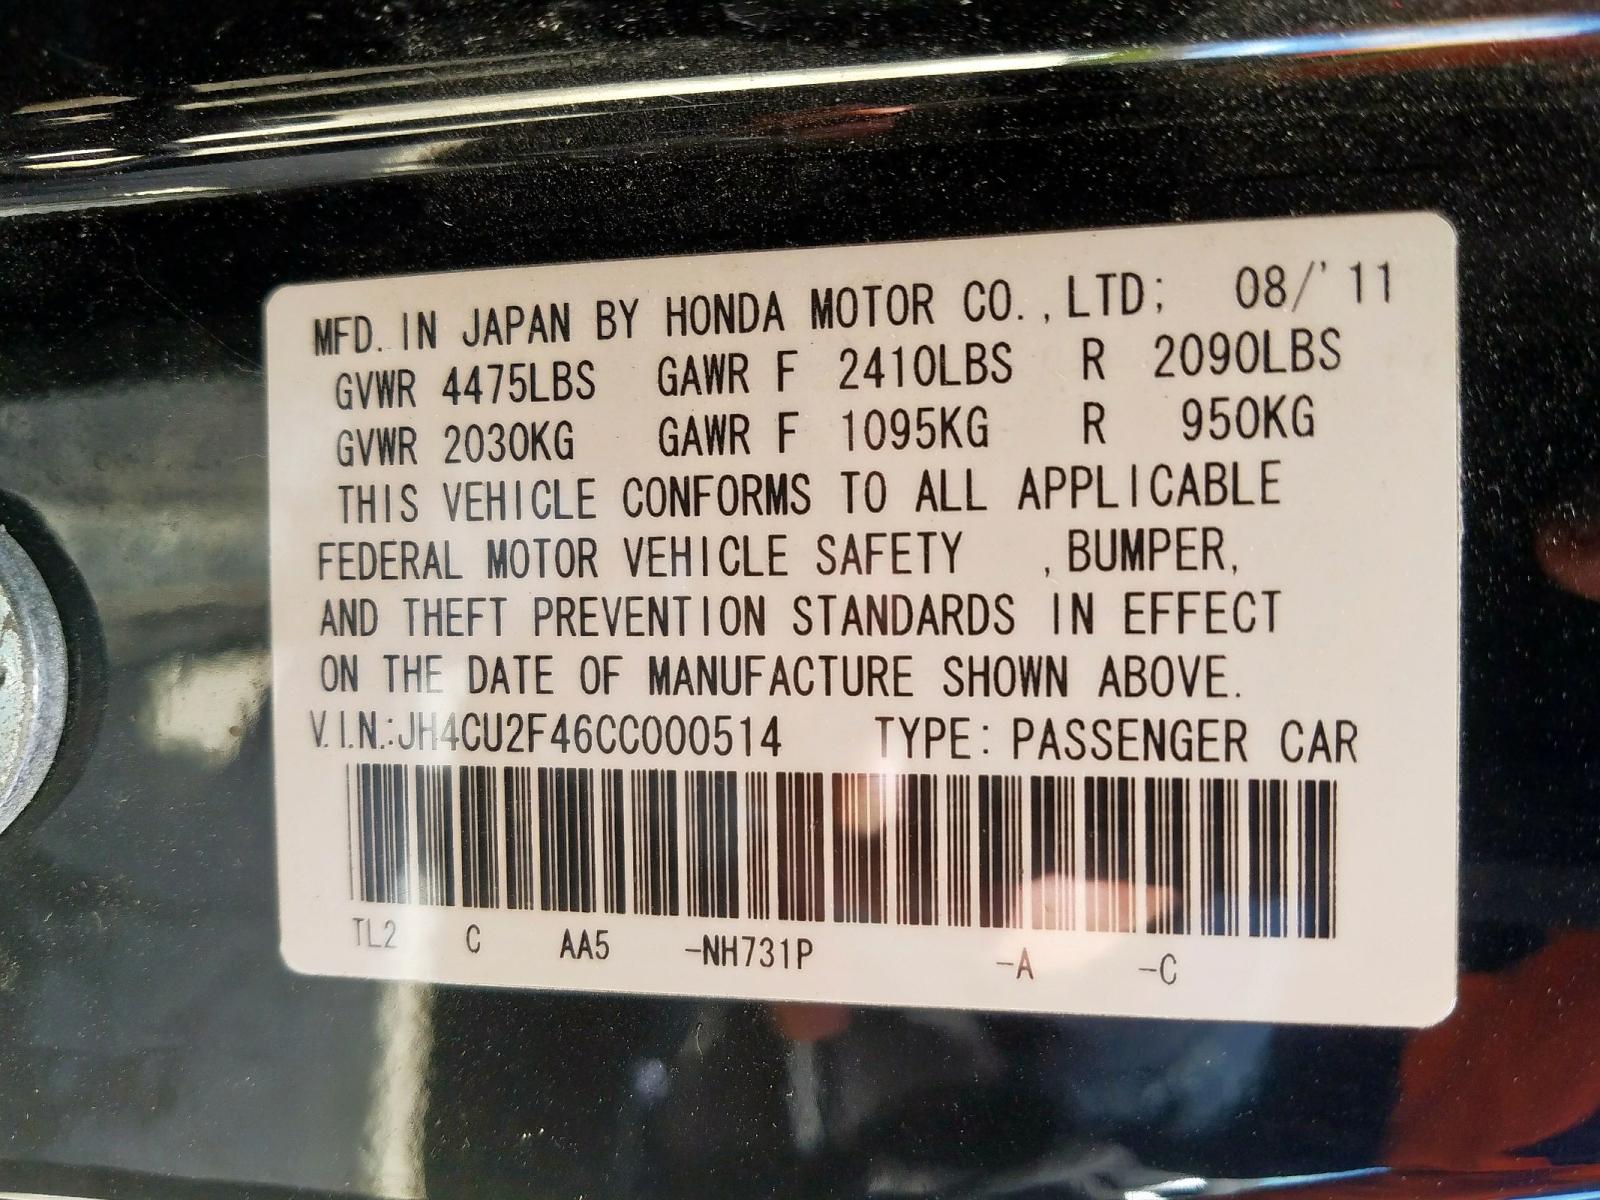 MFD. IN JAPAN BY HONDA MOTOR CO.,LTD; 08/'11
GVWR 4475LBS GAWR F 2410LBS R 2090LBS
GVWR 2030KG GAWR F 1095KG R 950KG
THIS VEHICLE CONFORMS TO ALL APPLICABLE
FEDERAL MOTOR VEHICLE SAFETY ,BUMPER,
AND THEFT PREVENTION STANDARDS IN EFFECT
ON THE DATE OF MANUFACTURE SHOWN ABOVE.
V.I.N.:JH4CU2F46CC000514 TYPE: PASSENGER CAR
TL2 C AA5 -NH731P -A -C